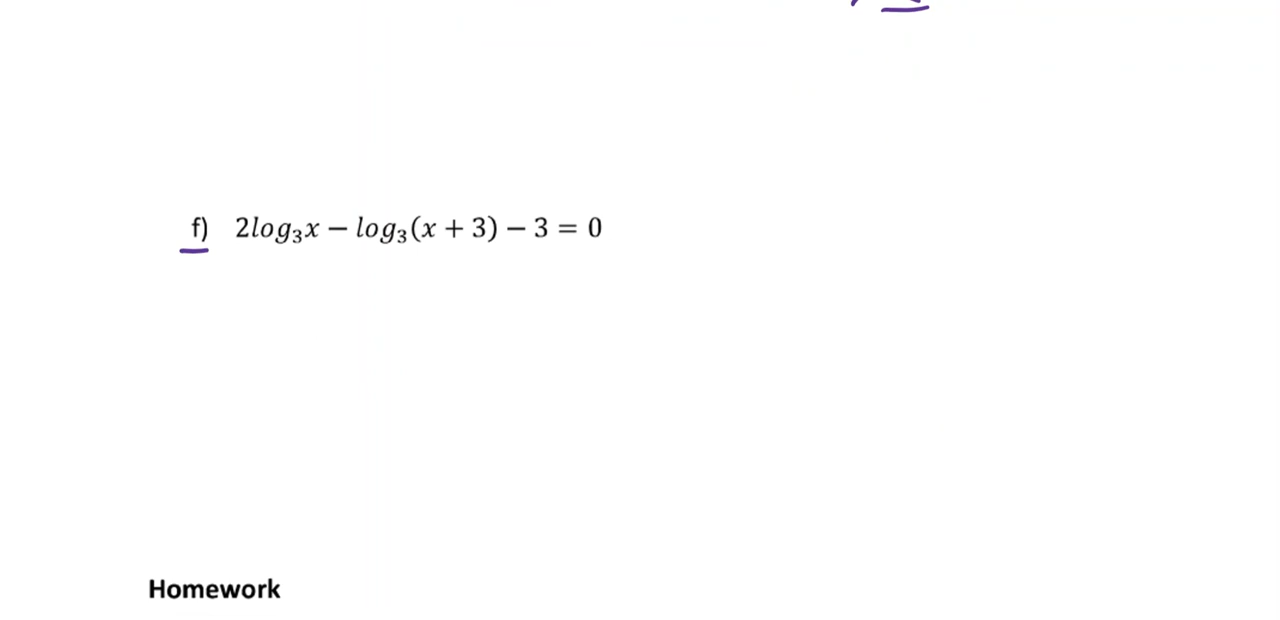 f) 2log₃x − log₃(x + 3) − 3 = 0
Homework